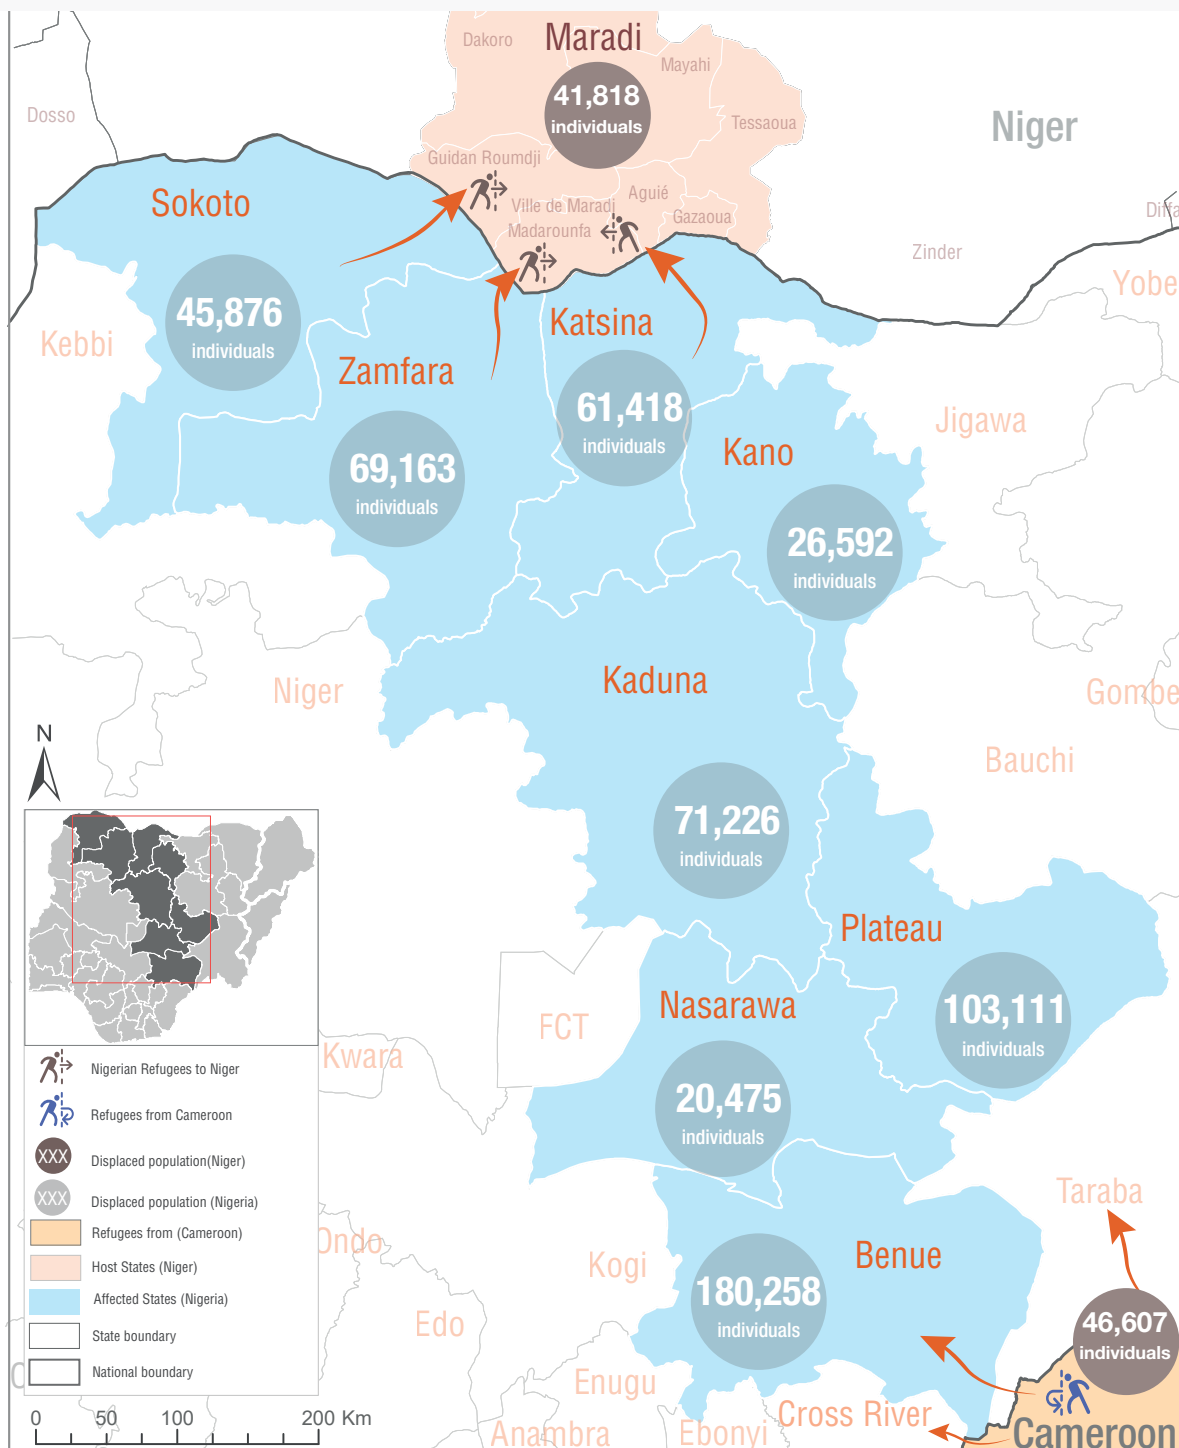 Dakoro
Maradi
Mayahi
41,818
individuals
Dosso
Tessaoua
Niger
Guidan Roumdji
Sokoto
Aguié
Ville de Maradi
Gazaoua
Madarounfa
Diffa
Zinder
Yobe
45,876
individuals
Kebbi
Katsina
Zamfara
61,418
individuals
Jigawa
Kano
69,163
individuals
26,592
individuals
Kaduna
Niger
Gombe
Bauchi
N
71,226
individuals
Plateau
Nasarawa
103,111
individuals
FCT
Kwara
20,475
individuals
Nigerian Refugees to Niger
Refugees from Cameroon
XXX
Displaced population(Niger)
XXX
Displaced population (Nigeria)
Refugees from (Cameroon)
Host States (Niger)
Affected States (Nigeria)
State boundary
National boundary
Taraba
Ondo
Kogi
Benue
180,258
individuals
Edo
46,607
individuals
Enugu
Cross River
Anambra
Ebonyi
Cameroon
0 50 100 200 Km